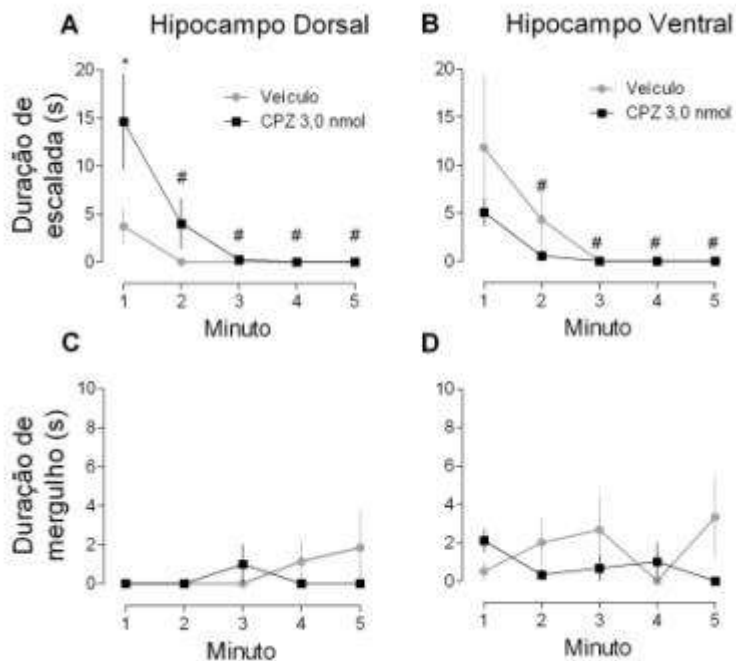 A Hipocampo Dorsal
B Hipocampo Ventral
Duração de
escalada (s)
20
15
10
5
0
*
#
#
#
#
Veículo
CPZ 3,0 nmol
1 2 3 4 5
Minuto
20
15
10
5
0
#
#
#
#
Veículo
CPZ 3,0 nmol
1 2 3 4 5
Minuto
C
Duração de
mergulho (s)
10
8
6
4
2
0
1 2 3 4 5
Minuto
D
10
8
6
4
2
0
1 2 3 4 5
Minuto